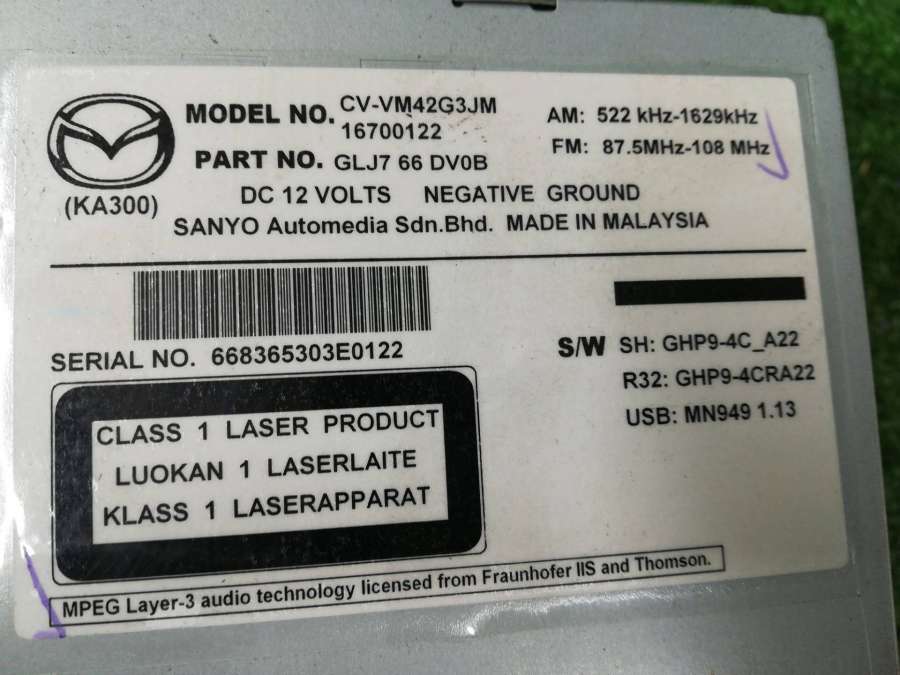 MODEL NO. CV-VM42G3JM
16700122
PART NO. GLJ7 66 DV0B
AM: 522 kHz-1629kHz
FM: 87.5MHz-108 MHz
(KA300)
DC 12 VOLTS NEGATIVE GROUND
SANYO Automedia Sdn.Bhd. MADE IN MALAYSIA
SERIAL NO. 668365303E0122
S/W SH: GHP9-4C_A22
R32: GHP9-4CRA22
USB: MN949 1.13
CLASS 1 LASER PRODUCT
LUOKAN 1 LASERLAITE
KLASS 1 LASERAPPARAT
MPEG Layer-3 audio technology licensed from Fraunhofer IIS and Thomson.